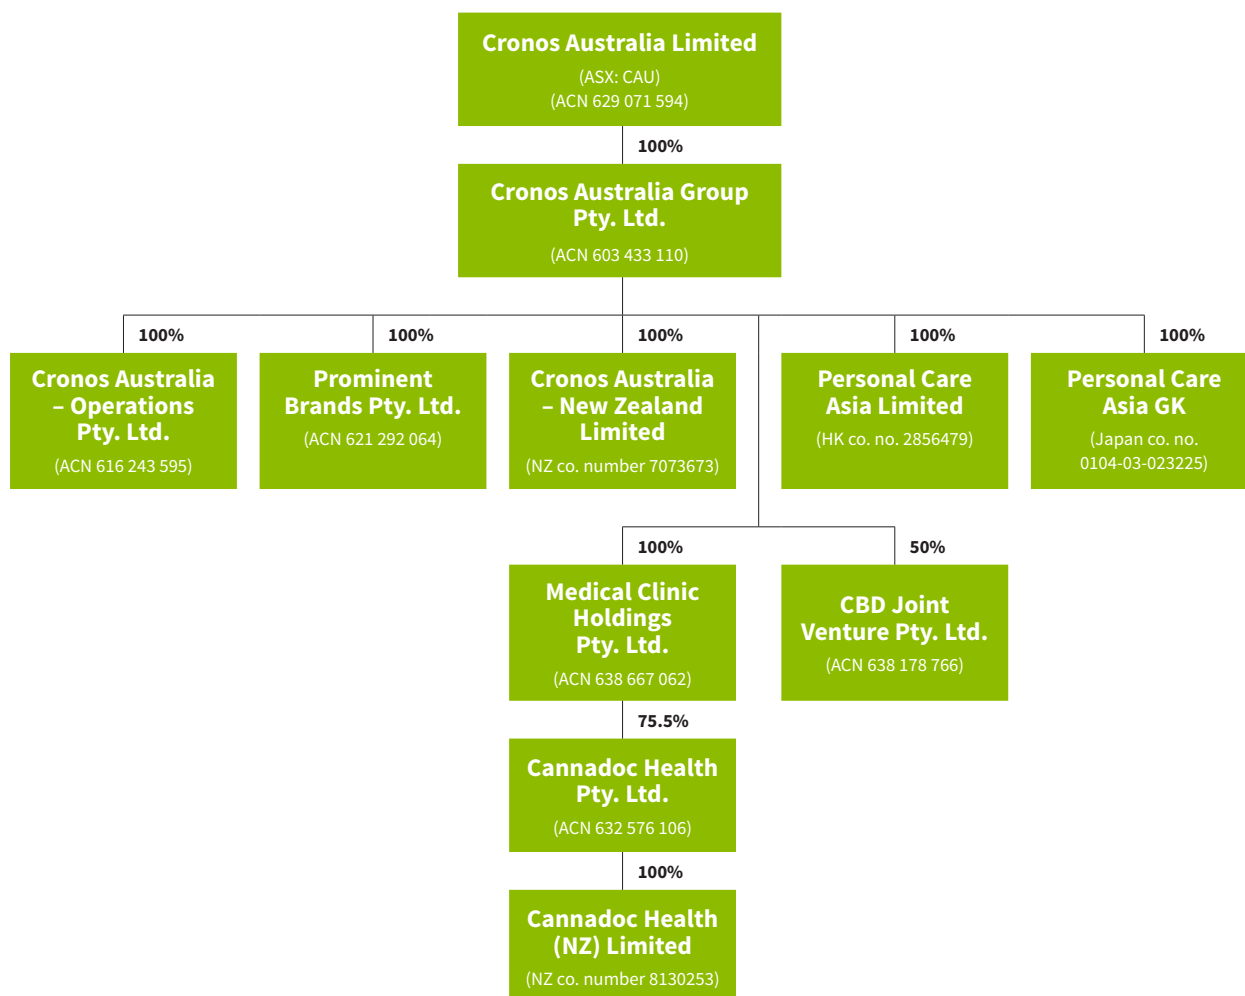 Cronos Australia Limited
(ASX: CAU)
(ACN 629 071 594)
100%
Cronos Australia Group
Pty. Ltd.
(ACN 603 433 110)
100%
Cronos Australia
– Operations
Pty. Ltd.
(ACN 616 243 595)
100%
Prominent
Brands Pty. Ltd.
(ACN 621 292 064)
100%
Cronos Australia
– New Zealand
Limited
(NZ co. number 7073673)
100%
Personal Care
Asia Limited
(HK co. no. 2856479)
100%
Personal Care
Asia GK
(Japan co. no.
0104-03-023225)
100%
Medical Clinic
Holdings
Pty. Ltd.
(ACN 638 667 062)
50%
CBD Joint
Venture Pty. Ltd.
(ACN 638 178 766)
75.5%
Cannadoc Health
Pty. Ltd.
(ACN 632 576 106)
100%
Cannadoc Health
(NZ) Limited
(NZ co. number 8130253)